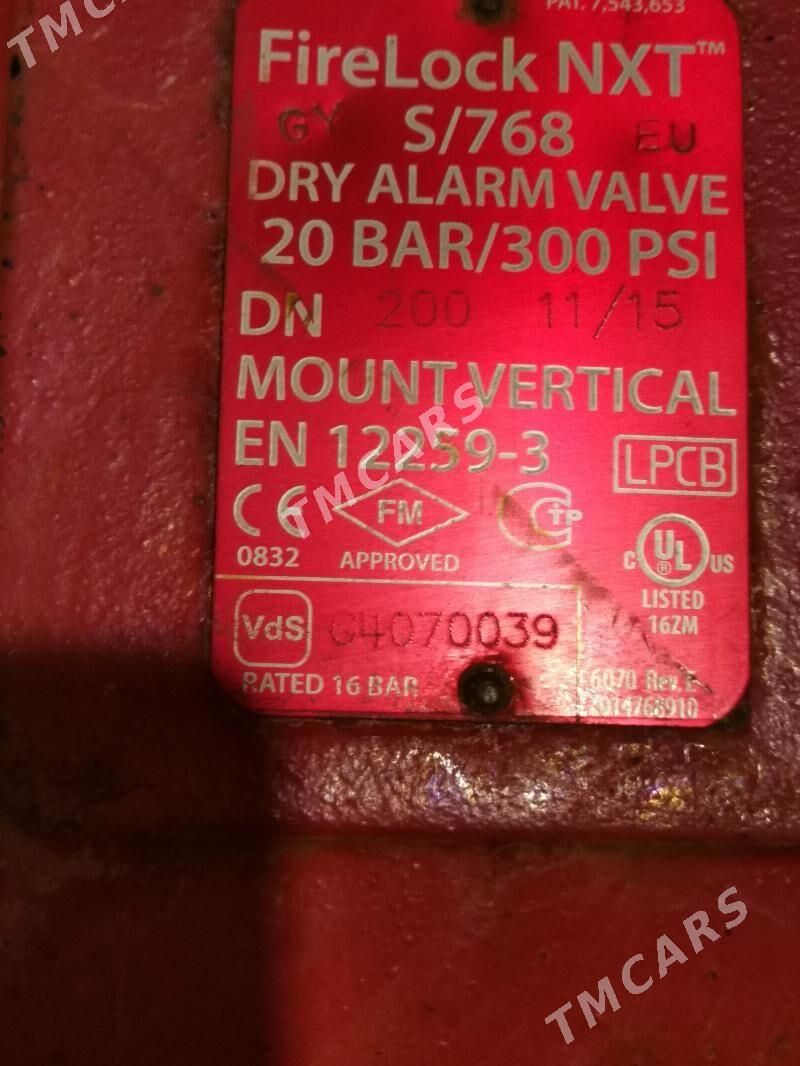 PAT. 7,543,653
FireLock NXT™
GY S/768 EU
DRY ALARM VALVE
20 BAR/300 PSI
DN 200 11/15
MOUNT VERTICAL
EN 12259-3
LPCB
CE FM
0832 APPROVED
C UL® US
LISTED
16ZM
VdS G4070039
RATED 16 BAR
6070 Rev. E
TMCARS
TMCARS
TMCARS